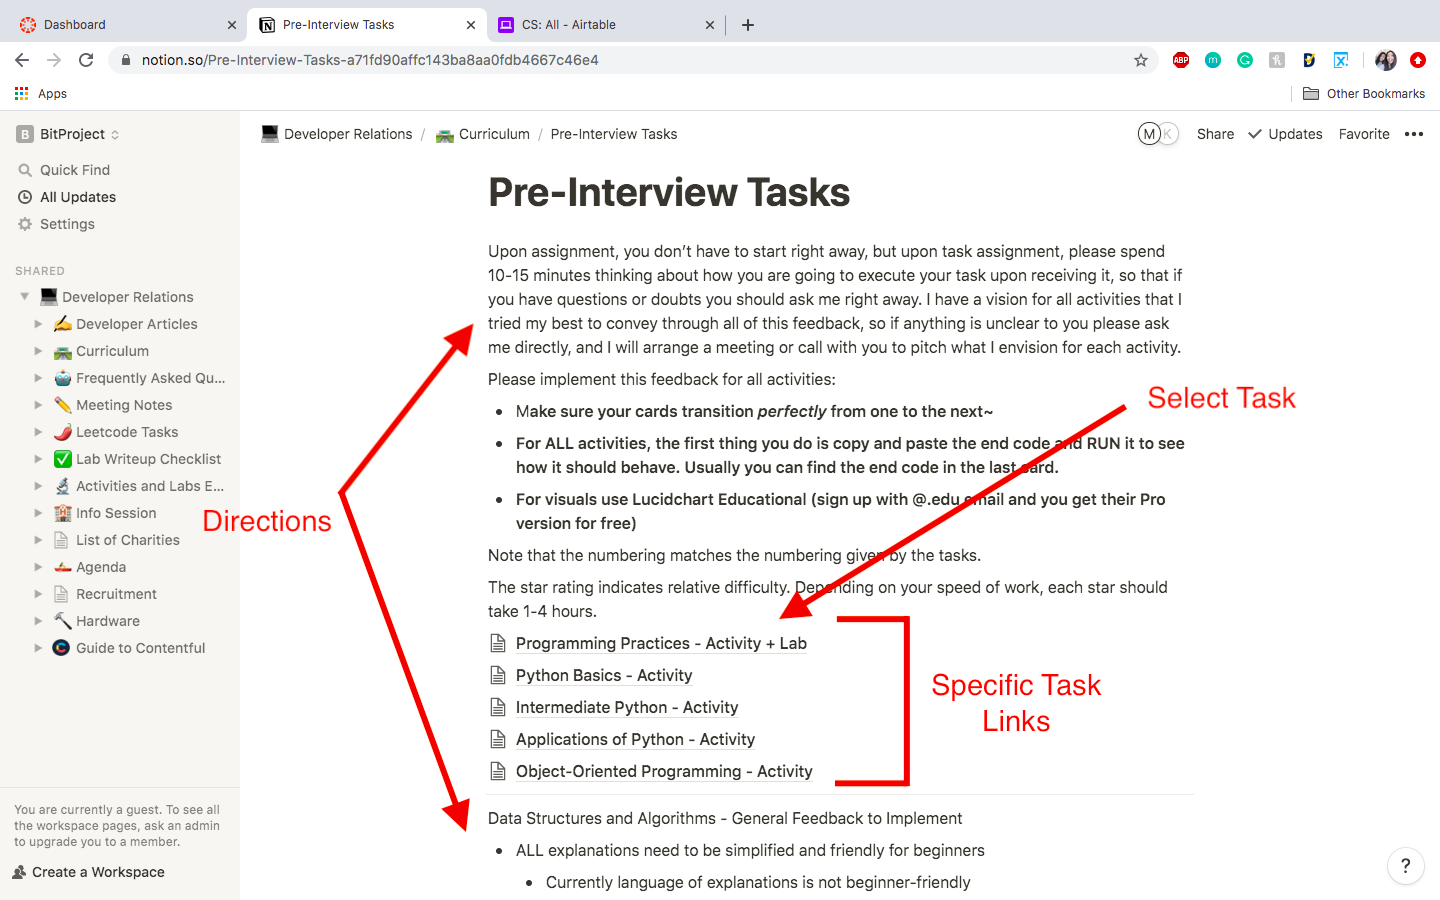 Dashboard
Pre-Interview Tasks
CS: All - Airtable
notion.so/Pre-Interview-Tasks-a71fd90affc143ba8aa0fdb4667c46e4
ABP
Apps
Other Bookmarks
B BitProject
Developer Relations / Curriculum / Pre-Interview Tasks
M K Share Updates Favorite
Quick Find
All Updates
Settings
SHARED
Developer Relations
Developer Articles
Curriculum
Frequently Asked Qu...
Meeting Notes
Leetcode Tasks
Lab Writeup Checklist
Activities and Labs E...
Info Session
List of Charities
Agenda
Recruitment
Hardware
Guide to Contentful
You are currently a guest. To see all
the workspace pages, ask an admin
to upgrade you to a member.
Create a Workspace
Pre-Interview Tasks
Upon assignment, you don't have to start right away, but upon task assignment, please spend
10-15 minutes thinking about how you are going to execute your task upon receiving it, so that if
you have questions or doubts you should ask me right away. I have a vision for all activities that I
tried my best to convey through all of this feedback, so if anything is unclear to you please ask
me directly, and I will arrange a meeting or call with you to pitch what I envision for each activity.
Please implement this feedback for all activities:
• Make sure your cards transition perfectly from one to the next~
• For ALL activities, the first thing you do is copy and paste the end code and RUN it to see
how it should behave. Usually you can find the end code in the last card.
• For visuals use Lucidchart Educational (sign up with @.edu email and you get their Pro
version for free)
Note that the numbering matches the numbering given by the tasks.
The star rating indicates relative difficulty. Depending on your speed of work, each star should
take 1-4 hours.
Programming Practices - Activity + Lab
Python Basics - Activity
Intermediate Python - Activity
Applications of Python - Activity
Object-Oriented Programming - Activity
Data Structures and Algorithms - General Feedback to Implement
• ALL explanations need to be simplified and friendly for beginners
• Currently language of explanations is not beginner-friendly
Directions
Select Task
Specific Task
Links
?